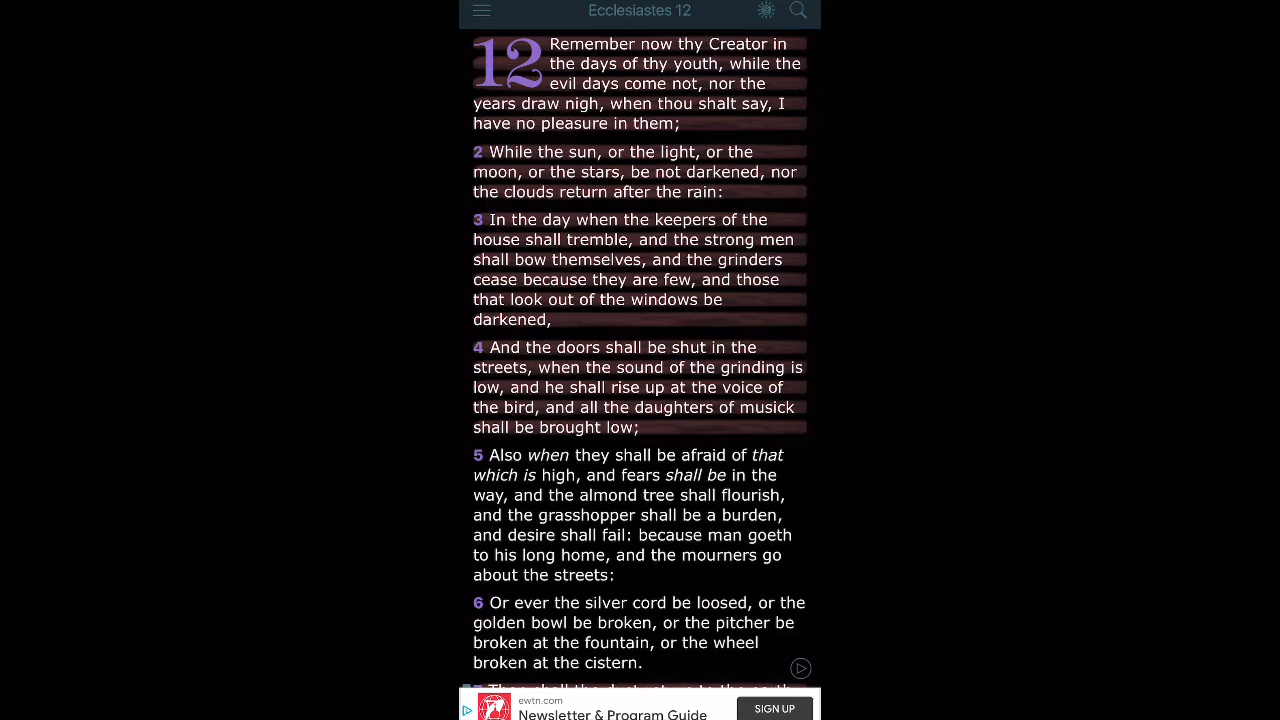 Ecclesiastes 12
12 Remember now thy Creator in
the days of thy youth, while the
evil days come not, nor the
years draw nigh, when thou shalt say, I
have no pleasure in them;
2 While the sun, or the light, or the
moon, or the stars, be not darkened, nor
the clouds return after the rain:
3 In the day when the keepers of the
house shall tremble, and the strong men
shall bow themselves, and the grinders
cease because they are few, and those
that look out of the windows be
darkened,
4 And the doors shall be shut in the
streets, when the sound of the grinding is
low, and he shall rise up at the voice of
the bird, and all the daughters of musick
shall be brought low;
5 Also when they shall be afraid of that
which is high, and fears shall be in the
way, and the almond tree shall flourish,
and the grasshopper shall be a burden,
and desire shall fail: because man goeth
to his long home, and the mourners go
about the streets:
6 Or ever the silver cord be loosed, or the
golden bowl be broken, or the pitcher be
broken at the fountain, or the wheel
broken at the cistern.
ewtn.com
Newsletter & Program Guide
SIGN UP